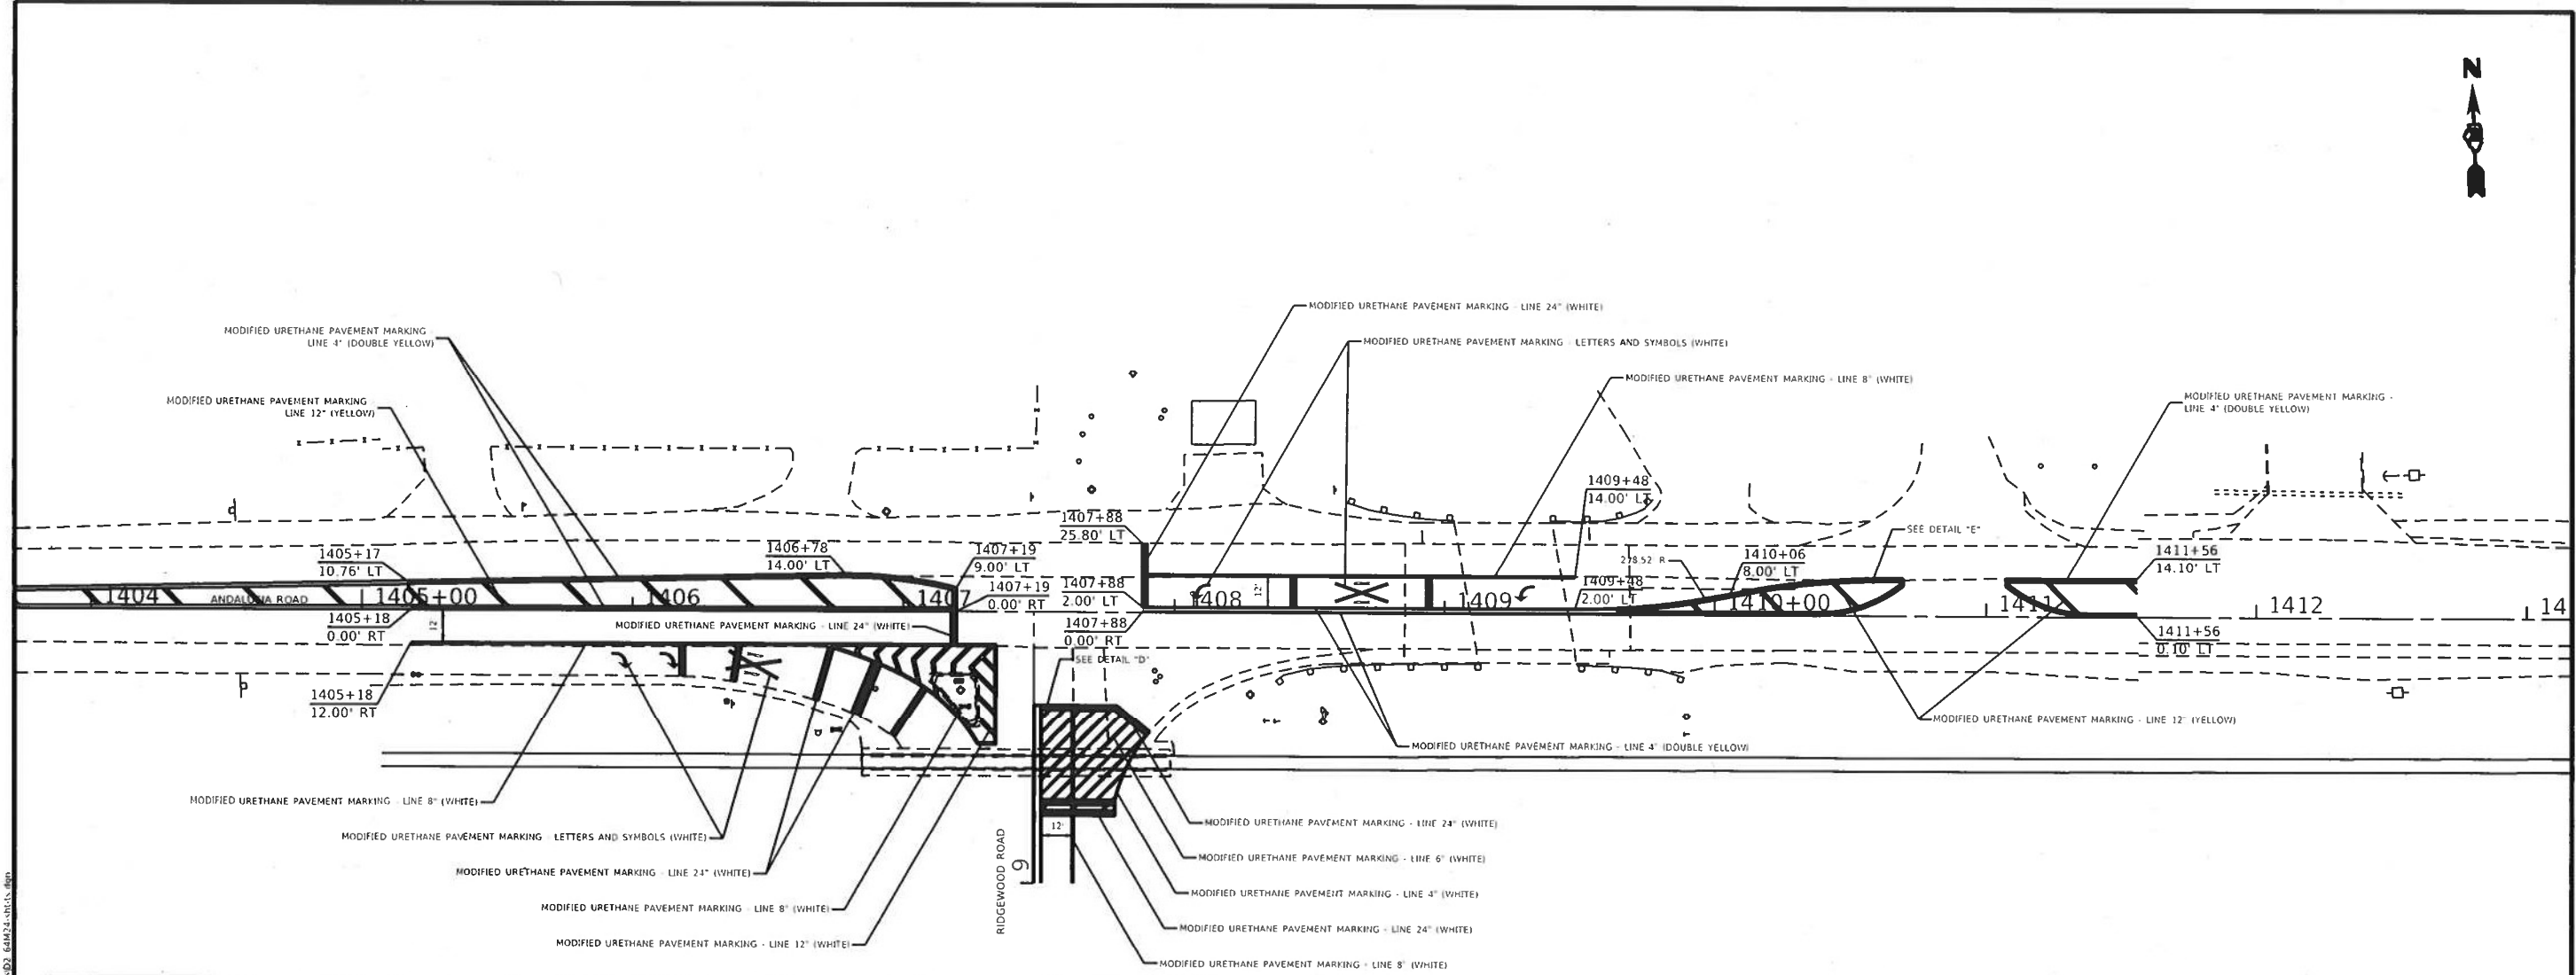 N
MODIFIED URETHANE PAVEMENT MARKING - LINE 24" (WHITE)
MODIFIED URETHANE PAVEMENT MARKING -
LINE 4" (DOUBLE YELLOW)
MODIFIED URETHANE PAVEMENT MARKING - LETTERS AND SYMBOLS (WHITE)
MODIFIED URETHANE PAVEMENT MARKING - LINE 8" (WHITE)
MODIFIED URETHANE PAVEMENT MARKING -
LINE 12" (YELLOW)
MODIFIED URETHANE PAVEMENT MARKING -
LINE 4" (DOUBLE YELLOW)
1409+48
14.00' LT
1407+88
25.80' LT
SEE DETAIL "E"
1405+17
10.76' LT
1406+78
14.00' LT
1407+19
9.00' LT
278.52 R
1410+06
8.00' LT
1411+56
14.10' LT
1407+19
0.00' RT
1407+88
2.00' LT
1409+48
2.00' LT
1404
ANDALUSIA ROAD
1405+00
1406
1407
1408
12'
1409
1410+00
1411
1412
14
1405+18
0.00' RT
12'
MODIFIED URETHANE PAVEMENT MARKING - LINE 24" (WHITE)
1407+88
0.00' RT
1411+56
0.10' LT
SEE DETAIL "D"
1405+18
12.00' RT
MODIFIED URETHANE PAVEMENT MARKING - LINE 12" (YELLOW)
MODIFIED URETHANE PAVEMENT MARKING - LINE 4" (DOUBLE YELLOW)
MODIFIED URETHANE PAVEMENT MARKING - LINE 8" (WHITE)
MODIFIED URETHANE PAVEMENT MARKING - LINE 24" (WHITE)
12'
MODIFIED URETHANE PAVEMENT MARKING - LETTERS AND SYMBOLS (WHITE)
MODIFIED URETHANE PAVEMENT MARKING - LINE 6" (WHITE)
RIDGEWOOD ROAD
9
MODIFIED URETHANE PAVEMENT MARKING - LINE 24" (WHITE)
MODIFIED URETHANE PAVEMENT MARKING - LINE 4" (WHITE)
MODIFIED URETHANE PAVEMENT MARKING - LINE 8" (WHITE)
MODIFIED URETHANE PAVEMENT MARKING - LINE 24" (WHITE)
MODIFIED URETHANE PAVEMENT MARKING - LINE 12" (WHITE)
MODIFIED URETHANE PAVEMENT MARKING - LINE 8" (WHITE)